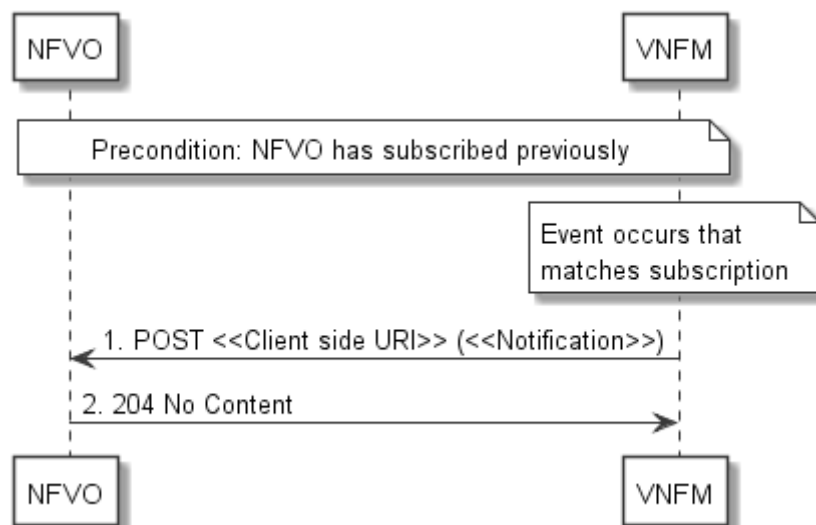 NFVO
VNFM
Precondition: NFVO has subscribed previously
Event occurs that
matches subscription
1. POST <<Client side URI>> (<<Notification>>)
2. 204 No Content
NFVO
VNFM